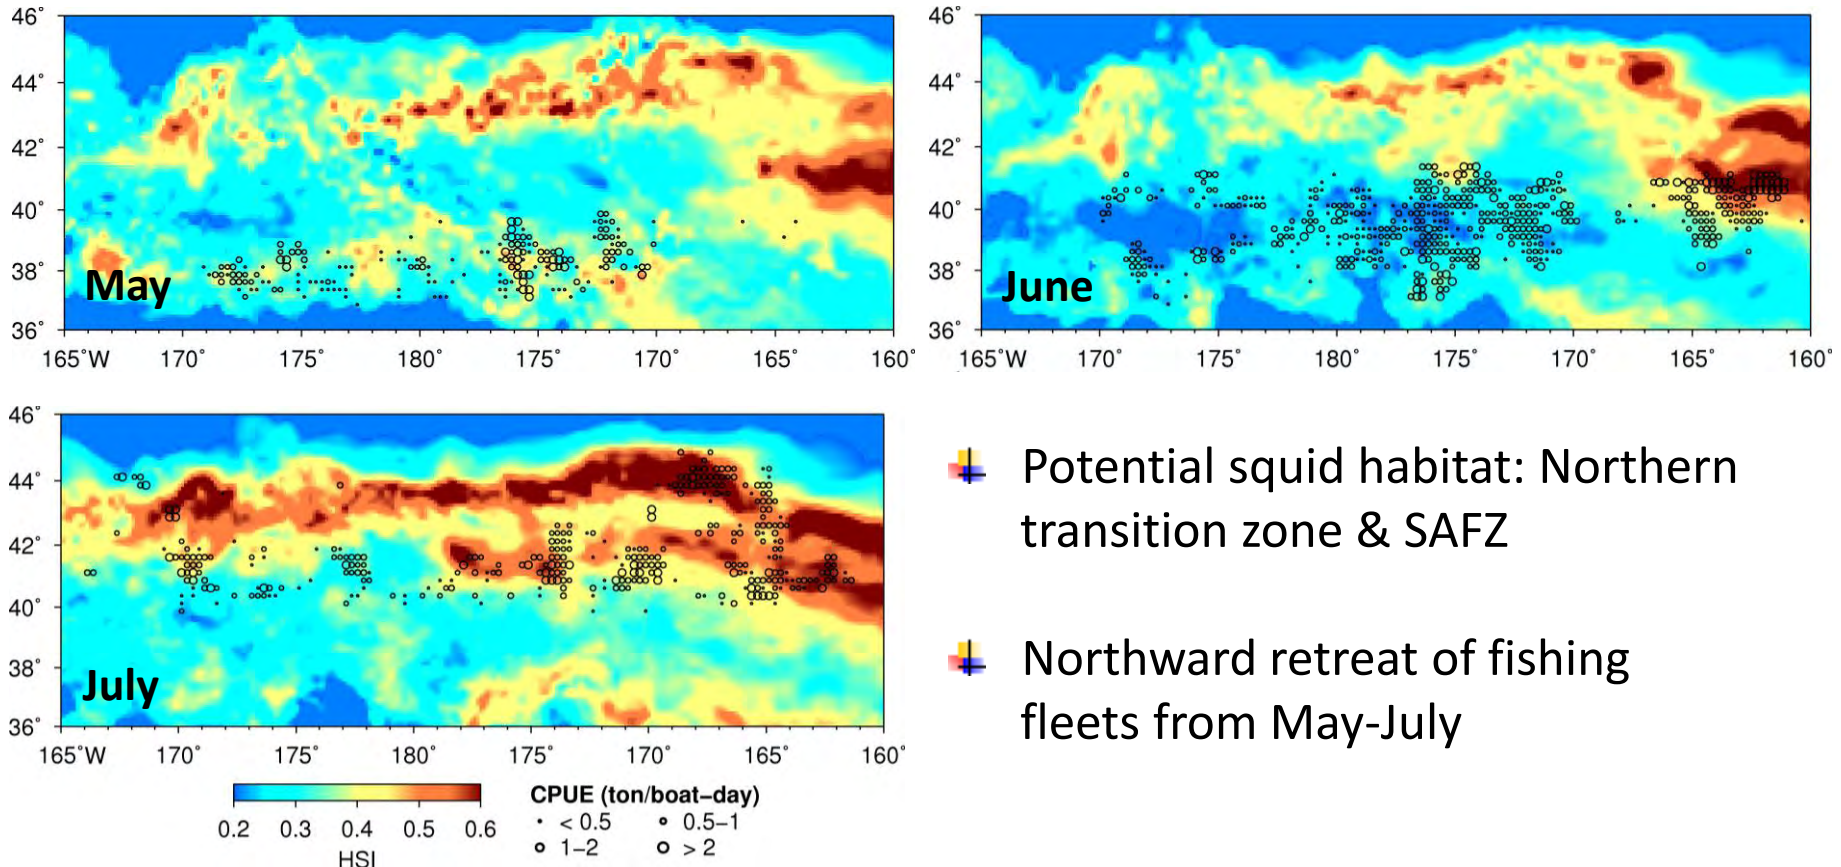 46°
44°
42°
40°
38°
36°
165°W 170° 175° 180° 175° 170° 165° 160°
May
46°
44°
42°
40°
38°
36°
165°W 170° 175° 180° 175° 170° 165° 160
June
46°
44°
42°
40°
38°
36°
165°W 170° 175° 180° 175° 170° 165° 160°
July
0.2 0.3 0.4 0.5 0.6
HSI
CPUE (ton/boat–day)
< 0.5 0.5–1
1–2 > 2
Potential squid habitat: Northern
transition zone & SAFZ
Northward retreat of fishing
fleets from May-July